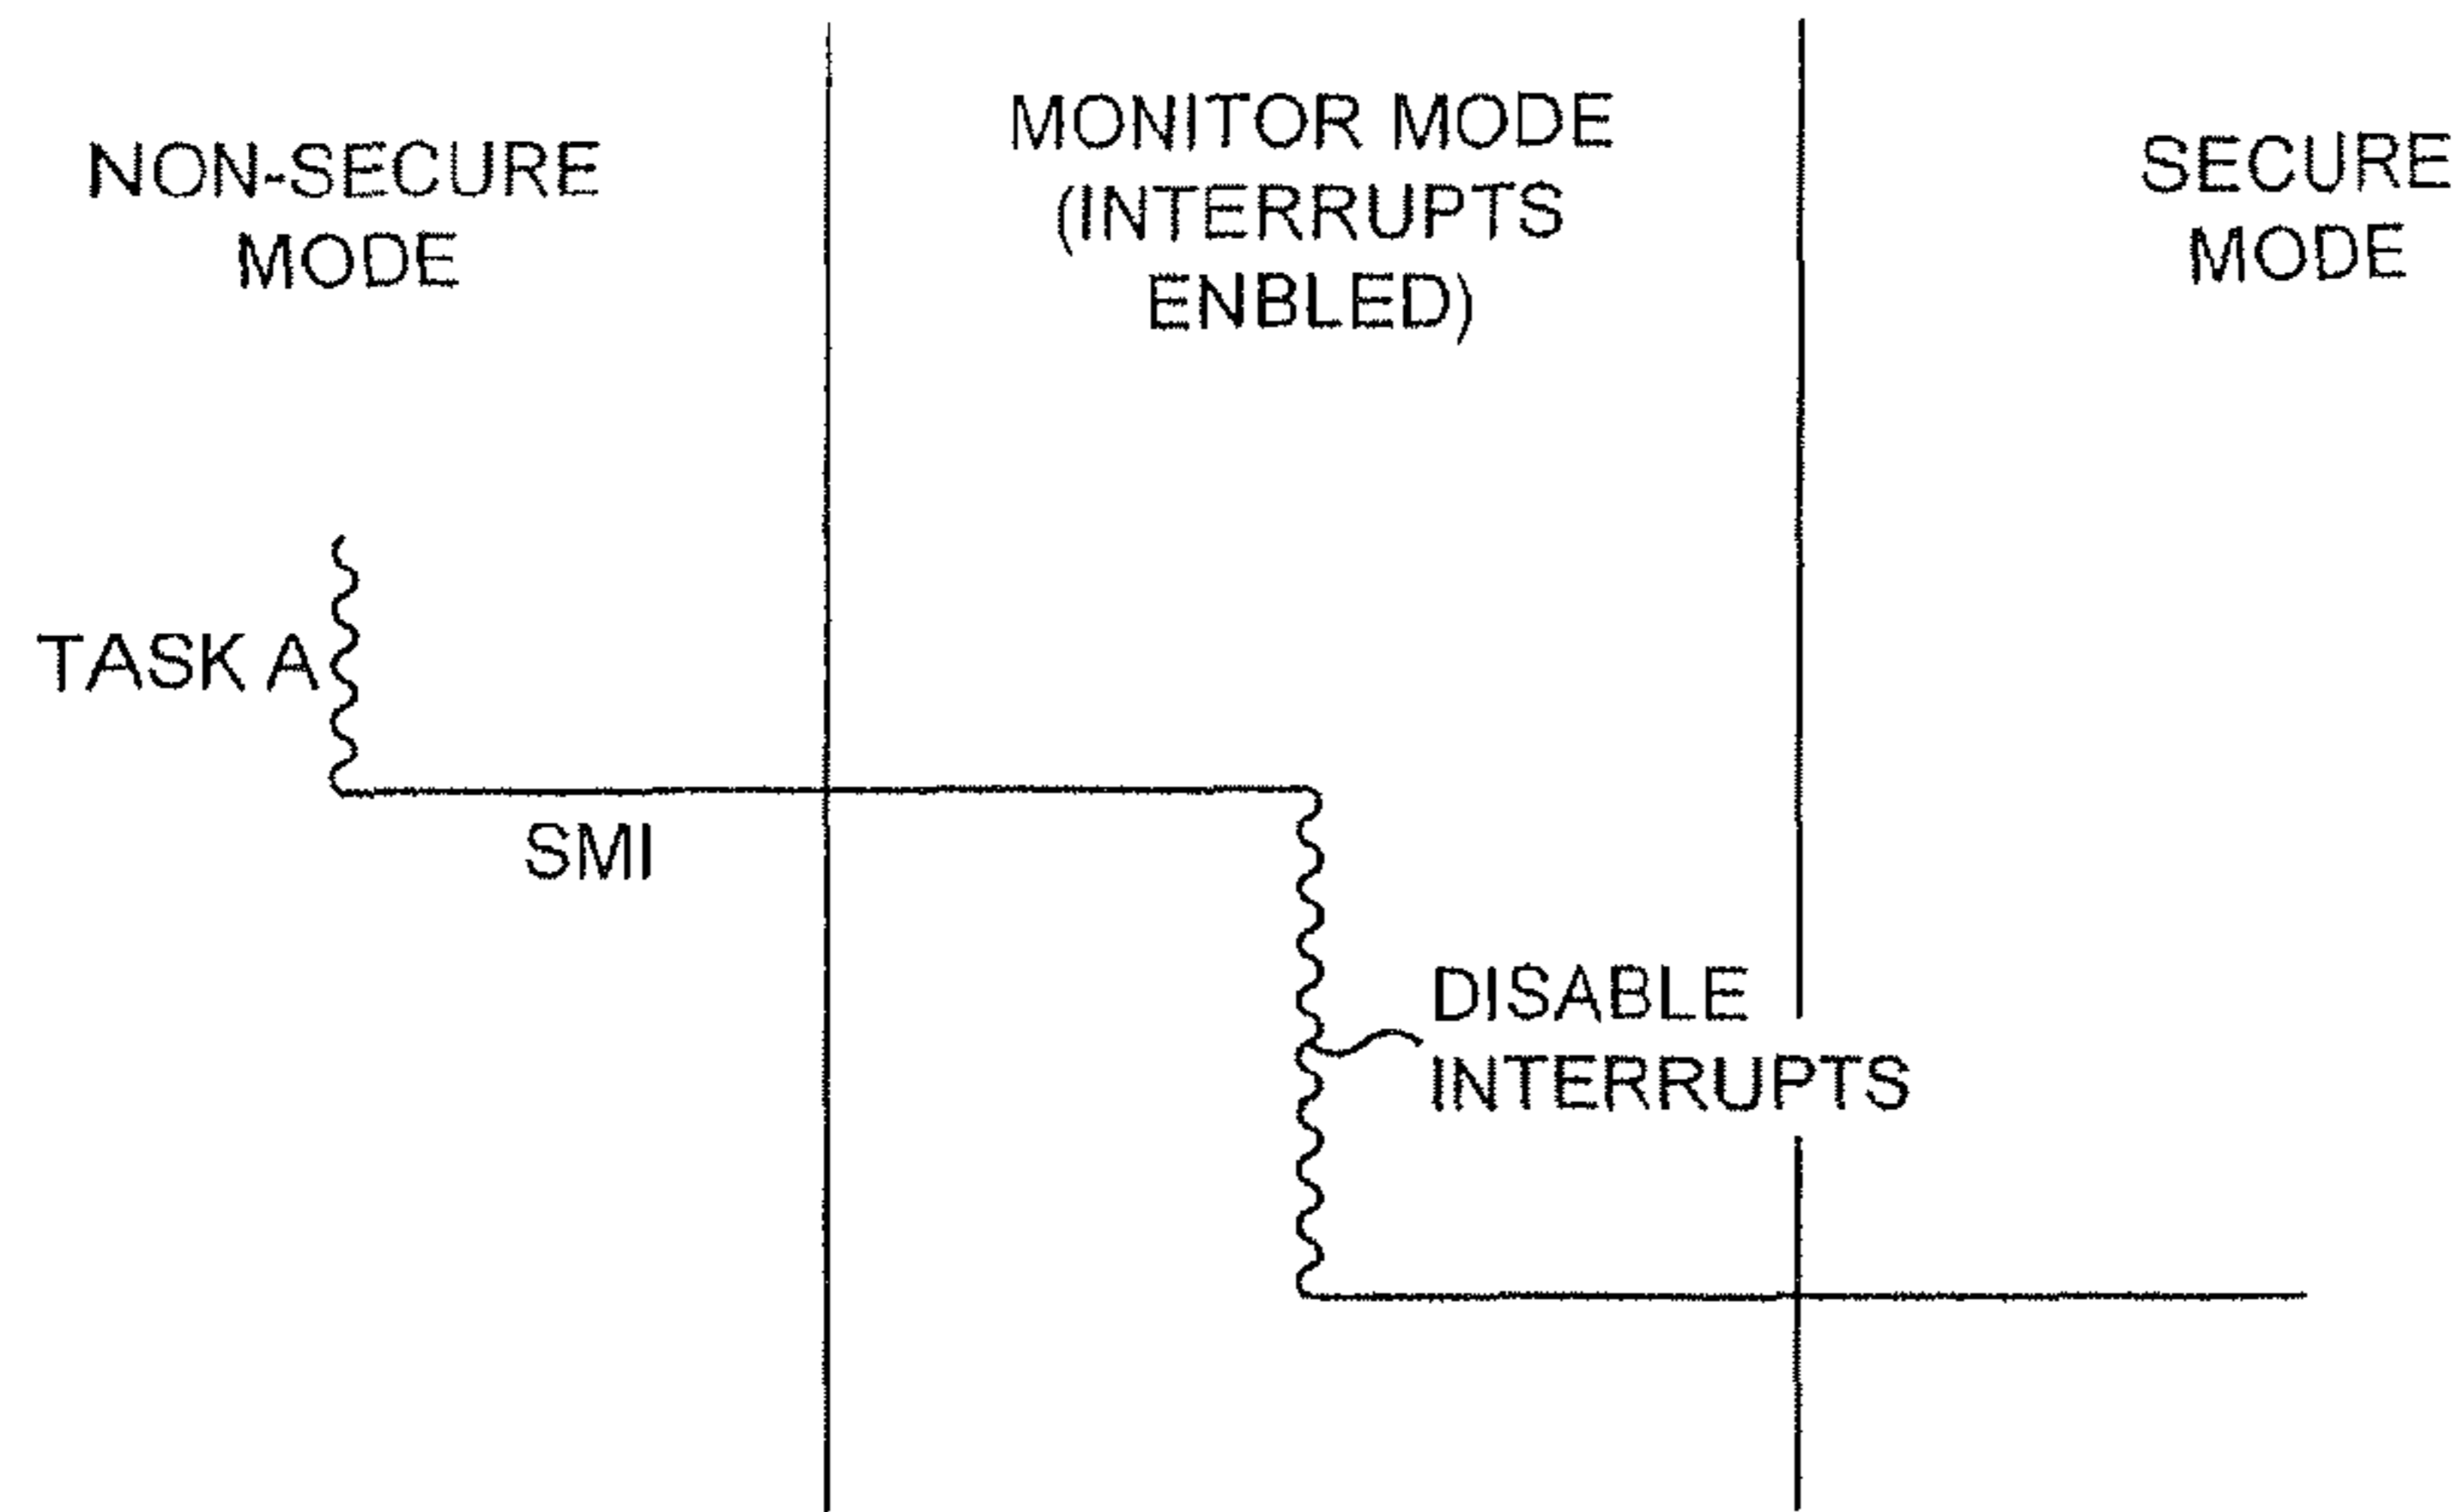 NON-SECURE
MODE
MONITOR MODE
(INTERRUPTS
ENBLED)
SECURE
MODE
TASK A
SMI
DISABLE
INTERRUPTS